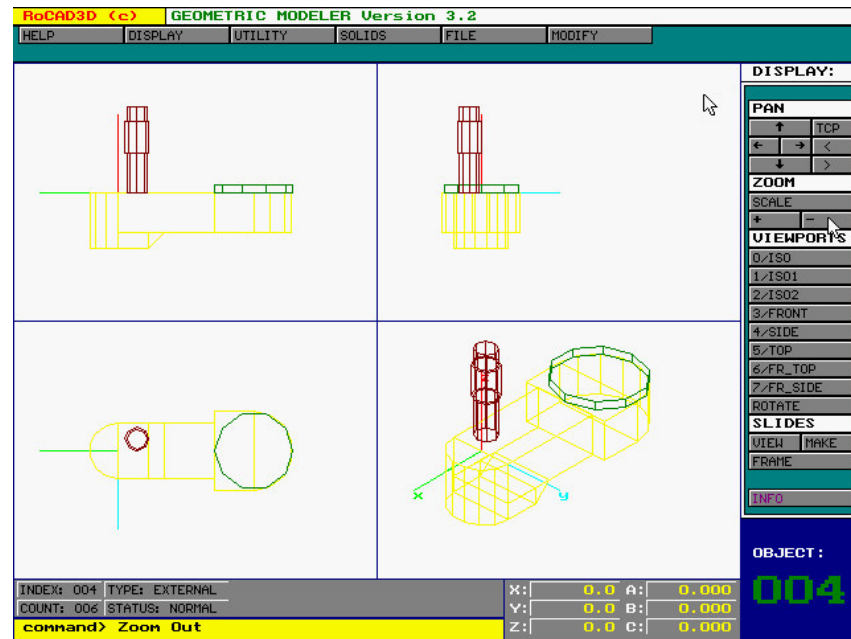 RoCAD3D (c) GEOMETRIC MODELER Version 3.2
HELP DISPLAY UTILITY SOLIDS FILE MODIFY
DISPLAY:
PAN
TCP
<
>
ZOOM
SCALE
+ -
VIEWPORTS
0/ISO
1/ISO1
2/ISO2
3/FRONT
4/SIDE
5/TOP
6/FR_TOP
7/FR_SIDE
ROTATE
SLIDES
VIEW MAKE
FRAME
INFO
x y z
OBJECT:
004
INDEX: 004 TYPE: EXTERNAL
COUNT: 006 STATUS: NORMAL
X: 0.0 A: 0.000
Y: 0.0 B: 0.000
Z: 0.0 C: 0.000
command> Zoom Out